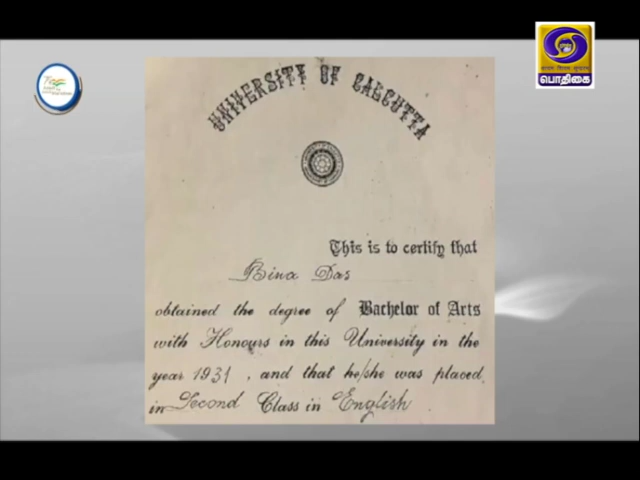 பொதிகை
UNIVERSITY OF CALCUTTA
This is to certify that
Bina Das
obtained the degree of Bachelor of Arts
with Honours in this University in the
year 1931 , and that he/she was placed
in Second Class in English